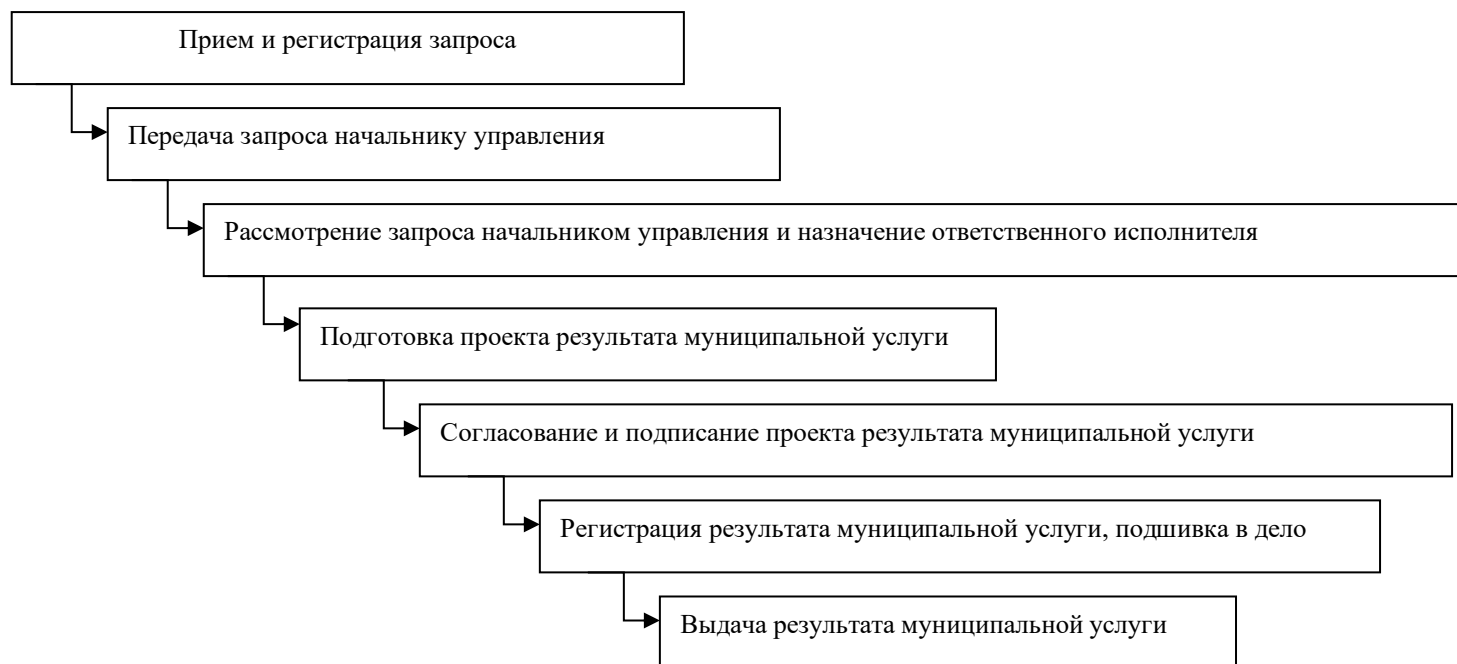 Прием и регистрация запроса
Передача запроса начальнику управления
Рассмотрение запроса начальником управления и назначение ответственного исполнителя
Подготовка проекта результата муниципальной услуги
Согласование и подписание проекта результата муниципальной услуги
Регистрация результата муниципальной услуги, подшивка в дело
Выдача результата муниципальной услуги